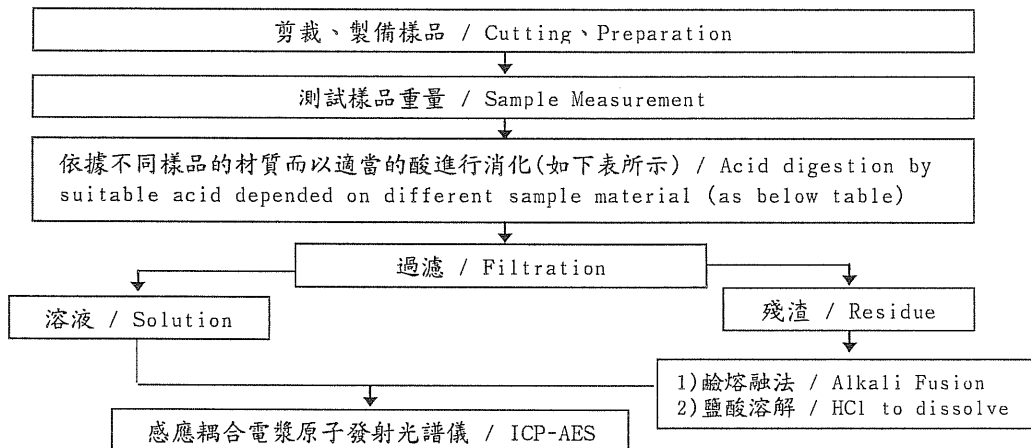 剪裁、製備樣品 / Cutting、Preparation
測試樣品重量 / Sample Measurement
依據不同樣品的材質而以適當的酸進行消化(如下表所示) / Acid digestion by
suitable acid depended on different sample material (as below table)
過濾 / Filtration
溶液 / Solution
殘渣 / Residue
1)鹼熔融法 / Alkali Fusion
2)鹽酸溶解 / HCl to dissolve
感應耦合電漿原子發射光譜儀 / ICP-AES